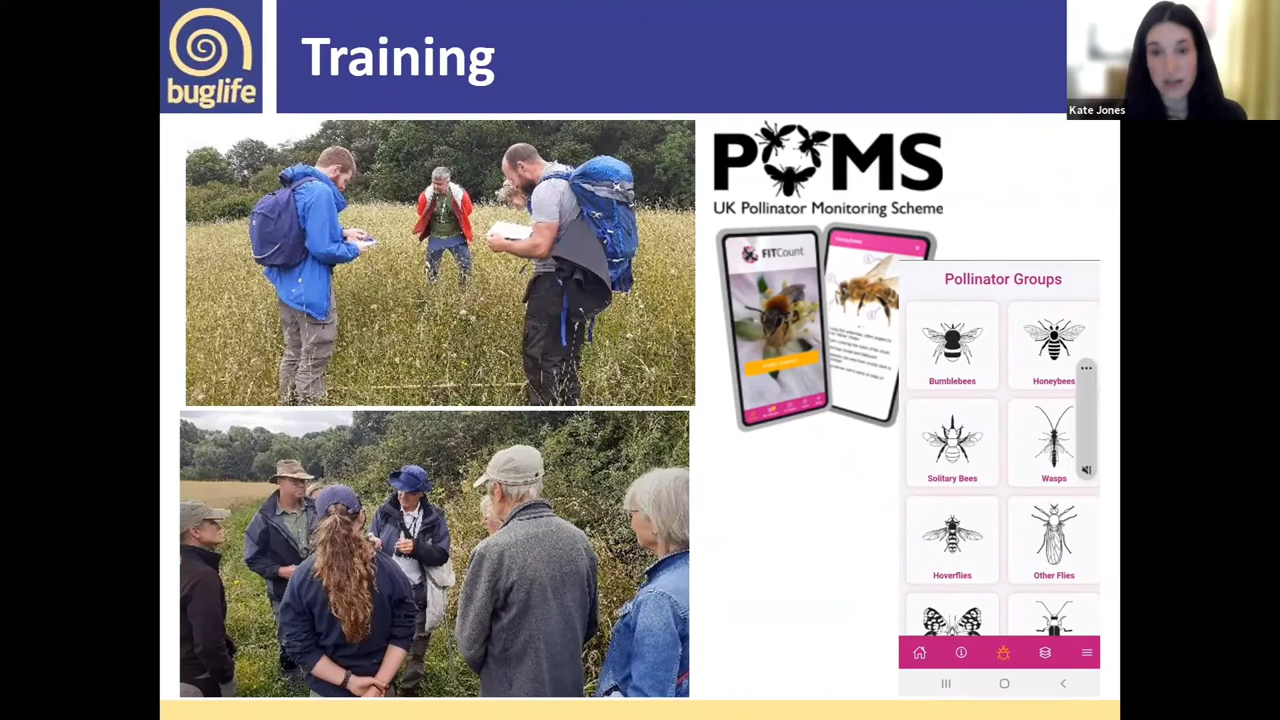 buglife
Training
Kate Jones
POMS
UK Pollinator Monitoring Scheme
FITCount
Pollinator Groups
Bumblebees
Honeybees
Solitary Bees
Wasps
Hoverflies
Other Flies